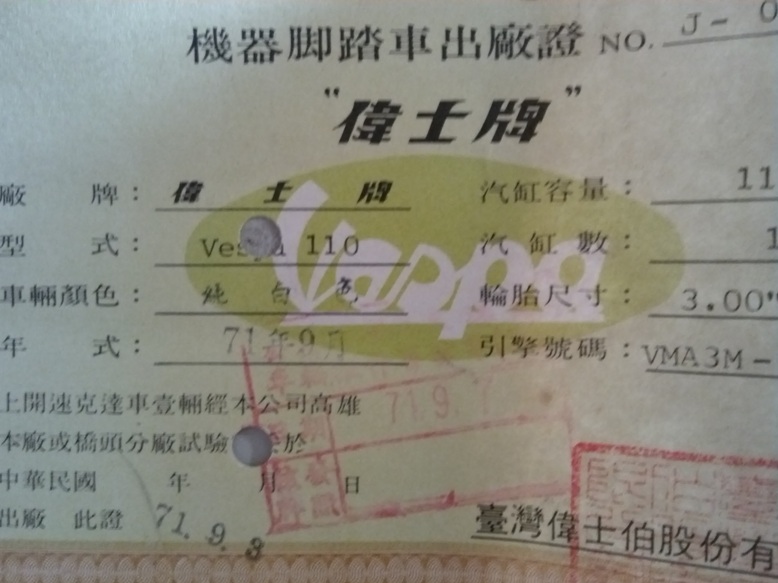 機器脚踏車出廠證 NO. J-0
"偉士牌"
廠牌: 偉士牌 汽缸容量: 11
型式: Vespa 110 汽缸數: 1
Vespa
車輛顏色: 純白色 輪胎尺寸: 3.00"
年式: 71年9月 引擎號碼: VMA3M-
上開速克達車壹輛經本公司高雄
71.9.7
本廠或橋頭分廠試驗 於
中華民國 年 月 日
出廠 此證 71.9.8
臺灣偉士伯股份有